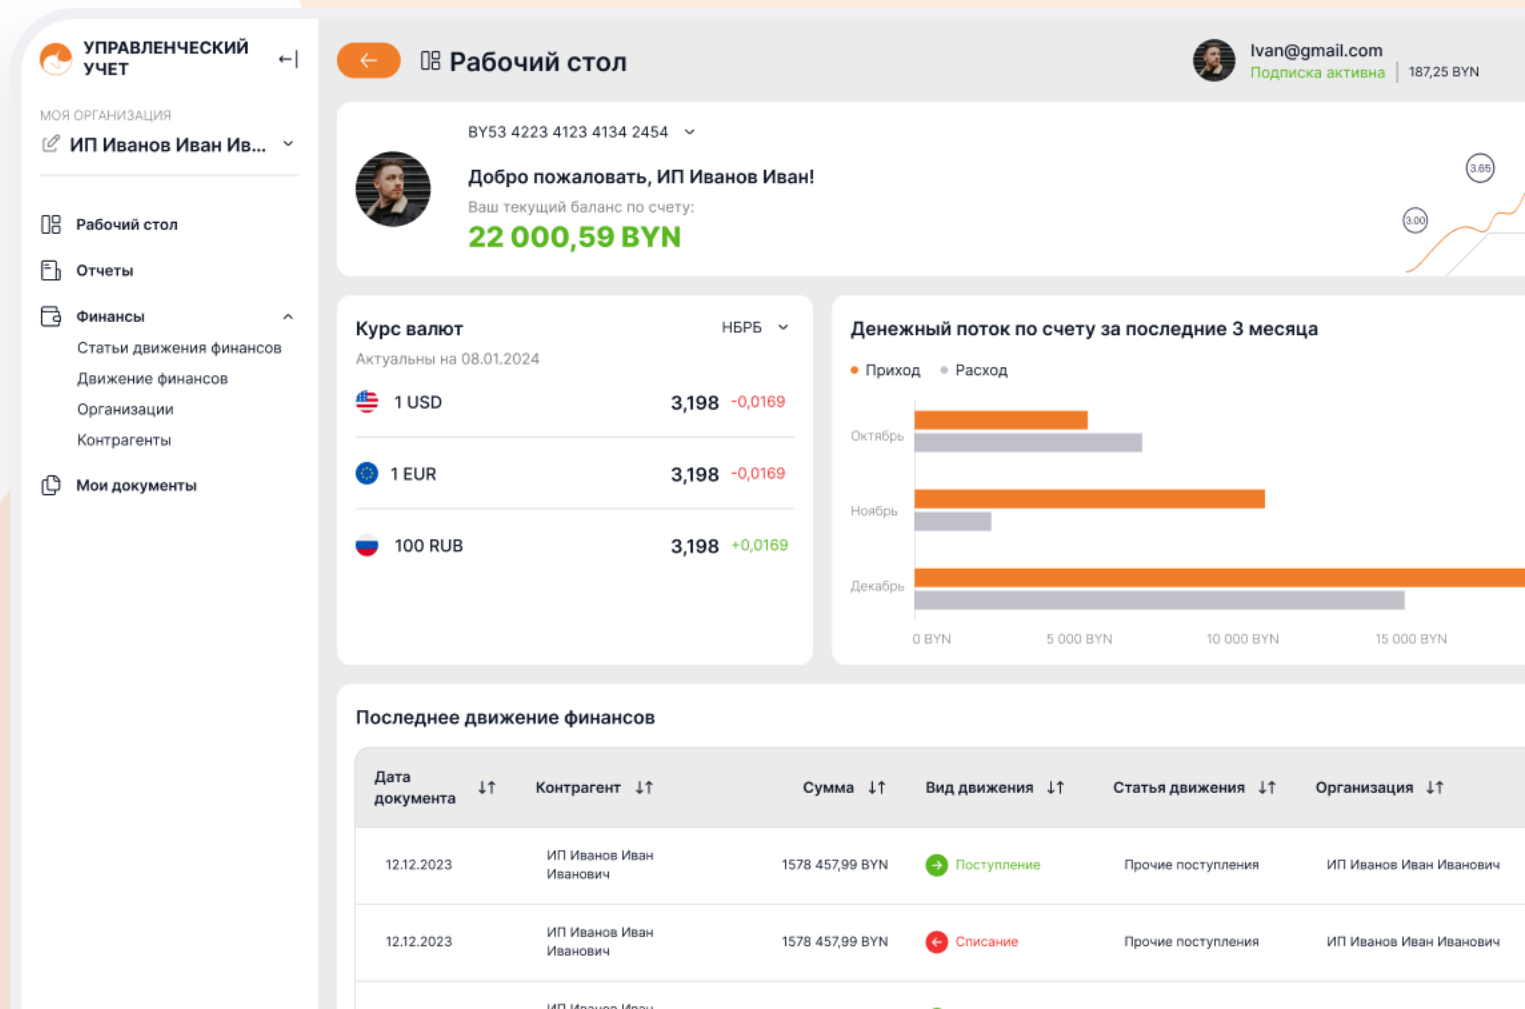 УПРАВЛЕНЧЕСКИЙ
УЧЕТ
МОЯ ОРГАНИЗАЦИЯ
ИП Иванов Иван Ив...
Рабочий стол
Отчеты
Финансы
Статьи движения финансов
Движение финансов
Организации
Контрагенты
Мои документы
Рабочий стол
Ivan@gmail.com
Подписка активна
187,25 BYN
BY53 4223 4123 4134 2454
Добро пожаловать, ИП Иванов Иван!
Ваш текущий баланс по счету:
22 000,59 BYN
3.00
3.65
Курс валют
НБРБ
Актуальны на 08.01.2024
1 USD 3,198 -0,0169
1 EUR 3,198 -0,0169
100 RUB 3,198 +0,0169
Денежный поток по счету за последние 3 месяца
Приход Расход
Октябрь
Ноябрь
Декабрь
0 BYN 5 000 BYN 10 000 BYN 15 000 BYN
Последнее движение финансов
Дата
документа
Контрагент
Сумма
Вид движения
Статья движения
Организация
12.12.2023
ИП Иванов Иван
Иванович
1578 457,99 BYN
Поступление
Прочие поступления
ИП Иванов Иван Иванович
12.12.2023
ИП Иванов Иван
Иванович
1578 457,99 BYN
Списание
Прочие поступления
ИП Иванов Иван Иванович
ИП Иванов Иван